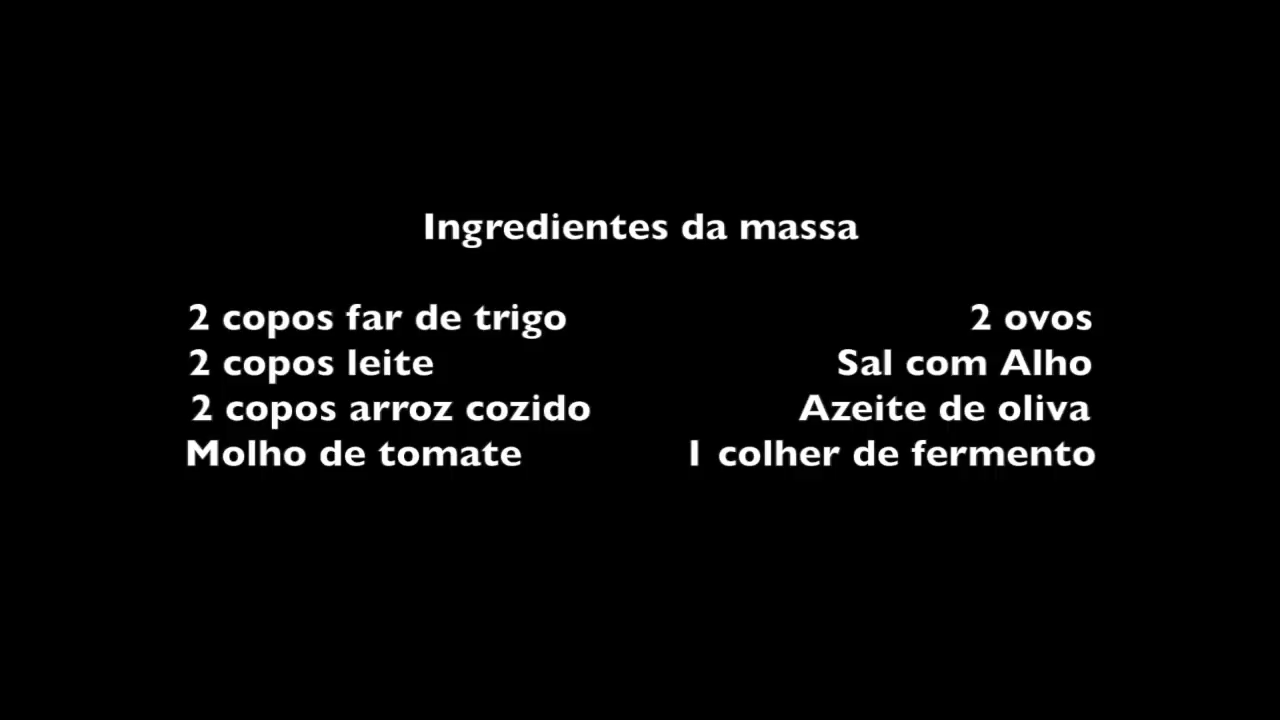 Ingredientes da massa
2 copos far de trigo
2 copos leite
2 copos arroz cozido
Molho de tomate
2 ovos
Sal com Alho
Azeite de oliva
1 colher de fermento